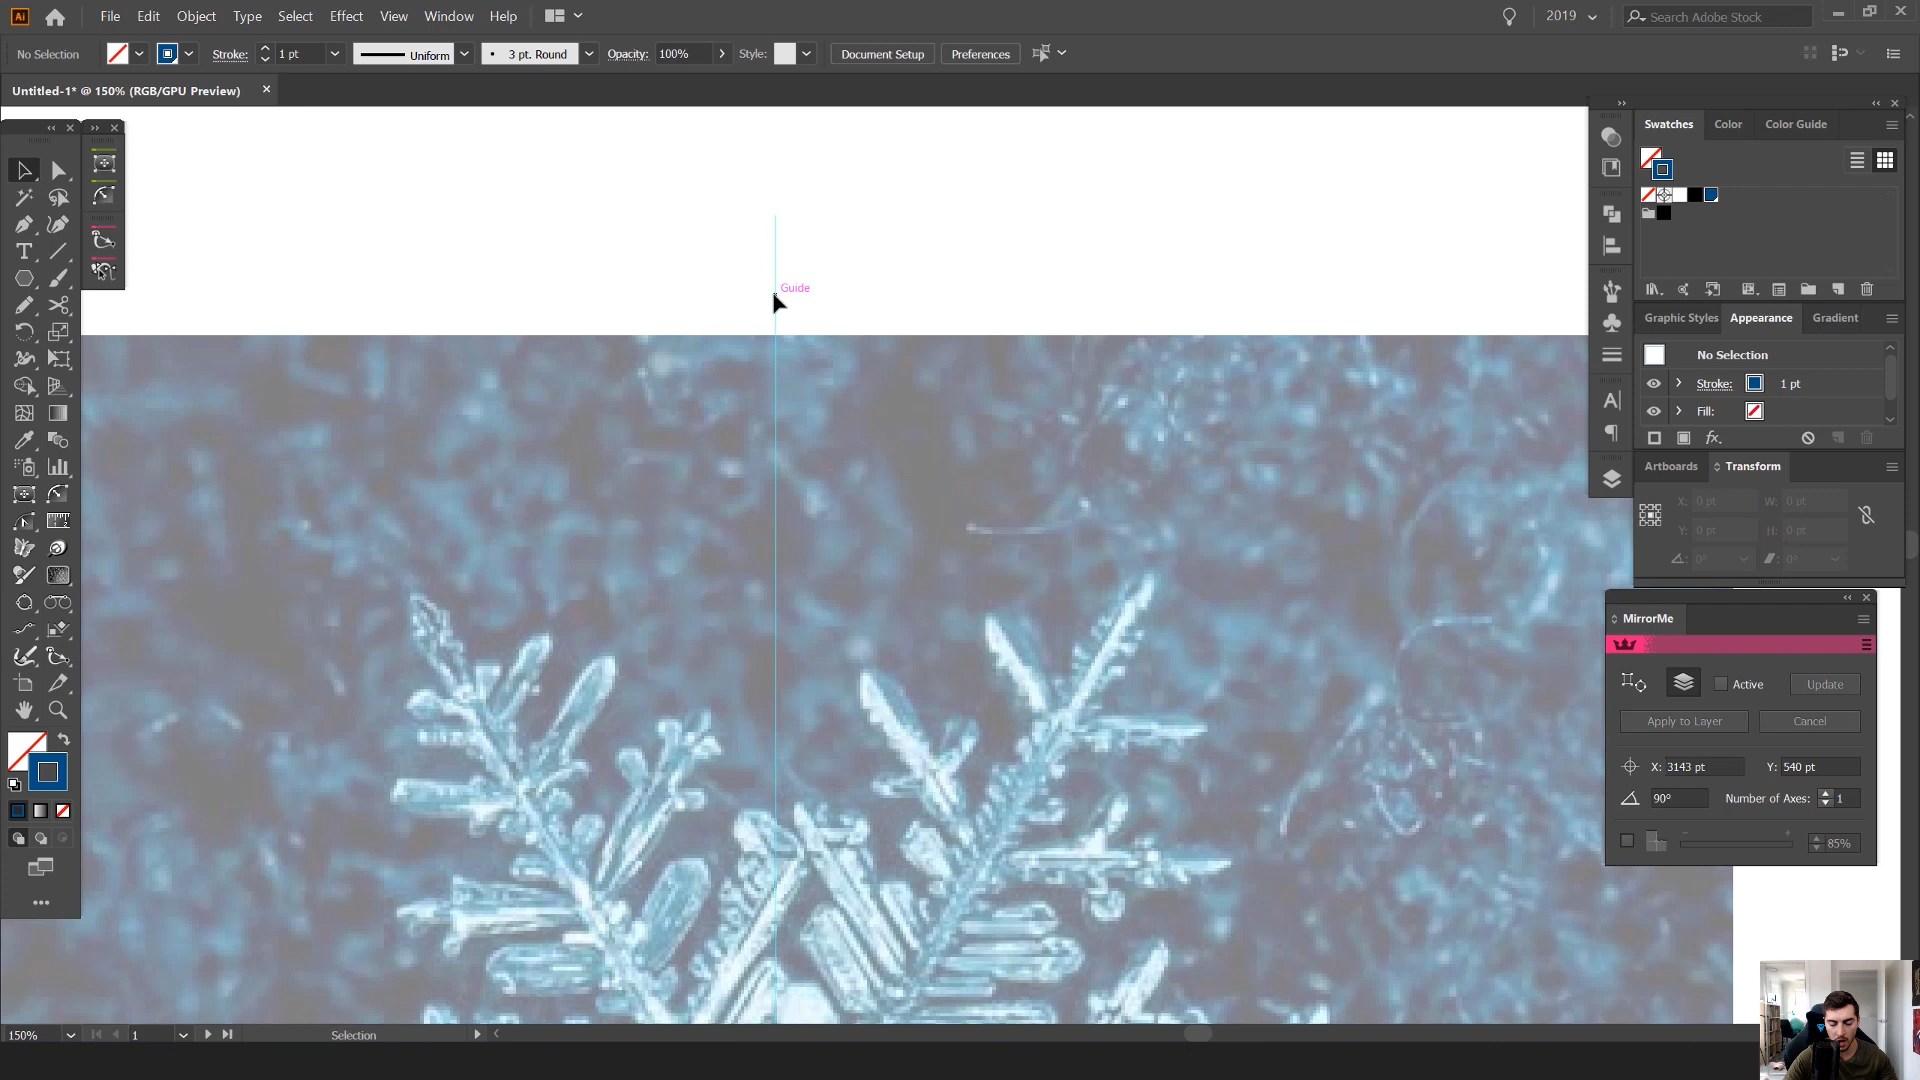 Ai File Edit Object Type Select Effect View Window Help 2019 Search Adobe Stock
No Selection Stroke: 1 pt Uniform 3 pt. Round Opacity: 100% Style: Document Setup Preferences
Untitled-1* @ 150% (RGB/GPU Preview)
Guide
T
Swatches Color Color Guide
Graphic Styles Appearance Gradient
No Selection
Stroke: 1 pt
Fill:
fx
Artboards Transform
X: 0 pt W: 0 pt
Y: 0 pt H: 0 pt
0° 0°
MirrorMe
Active Update
Apply to Layer Cancel
X: 3143 pt Y: 540 pt
90° Number of Axes: 1
85%
150% 1 Selection